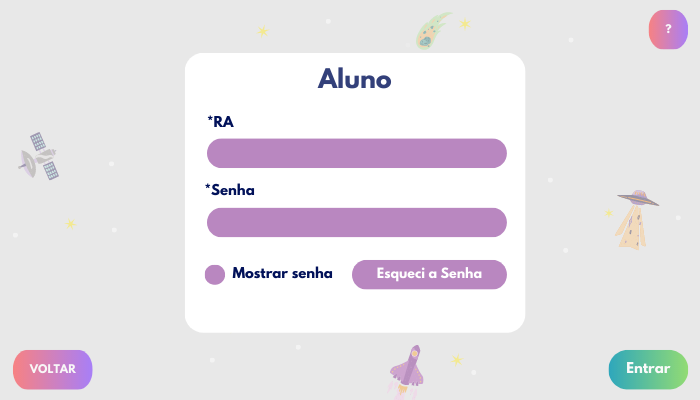 ?
Aluno
*RA
*Senha
Mostrar senha
Esqueci a Senha
VOLTAR
Entrar